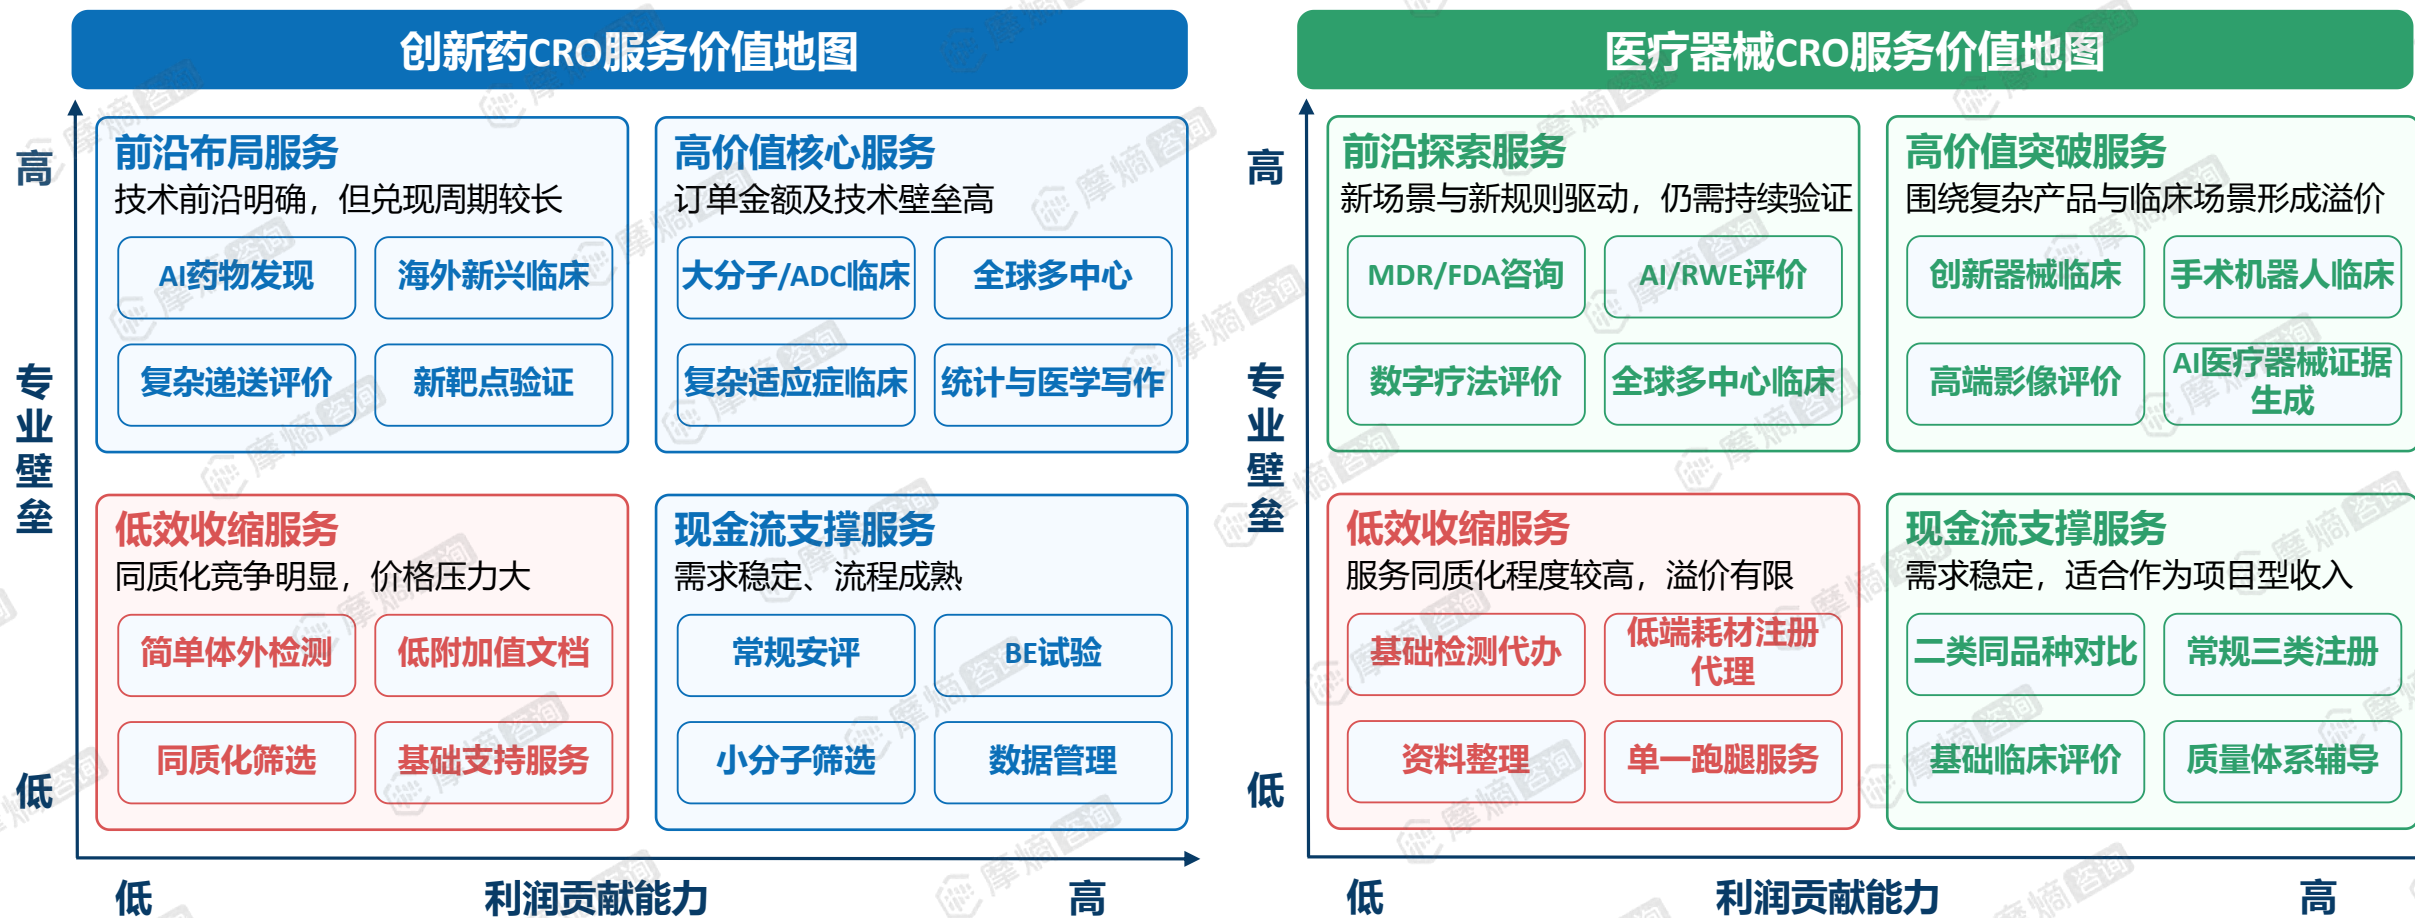 创新药CRO服务价值地图
高
专业壁垒
低
前沿布局服务
技术前沿明确，但兑现周期较长
AI药物发现
海外新兴临床
复杂递送评价
新靶点验证
高价值核心服务
订单金额及技术壁垒高
大分子/ADC临床
全球多中心
复杂适应症临床
统计与医学写作
低效收缩服务
同质化竞争明显，价格压力大
简单体外检测
低附加值文档
同质化筛选
基础支持服务
现金流支撑服务
需求稳定、流程成熟
常规安评
BE试验
小分子筛选
数据管理
低
利润贡献能力
高
医疗器械CRO服务价值地图
高
专业壁垒
低
前沿探索服务
新场景与新规则驱动，仍需持续验证
MDR/FDA咨询
AI/RWE评价
数字疗法评价
全球多中心临床
高价值突破服务
围绕复杂产品与临床场景形成溢价
创新器械临床
手术机器人临床
高端影像评价
AI医疗器械证据
生成
低效收缩服务
服务同质化程度较高，溢价有限
基础检测代办
低端耗材注册
代理
资料整理
单一跑腿服务
现金流支撑服务
需求稳定，适合作为项目型收入
二类同品种对比
常规三类注册
基础临床评价
质量体系辅导
低
利润贡献能力
高
摩熵咨询